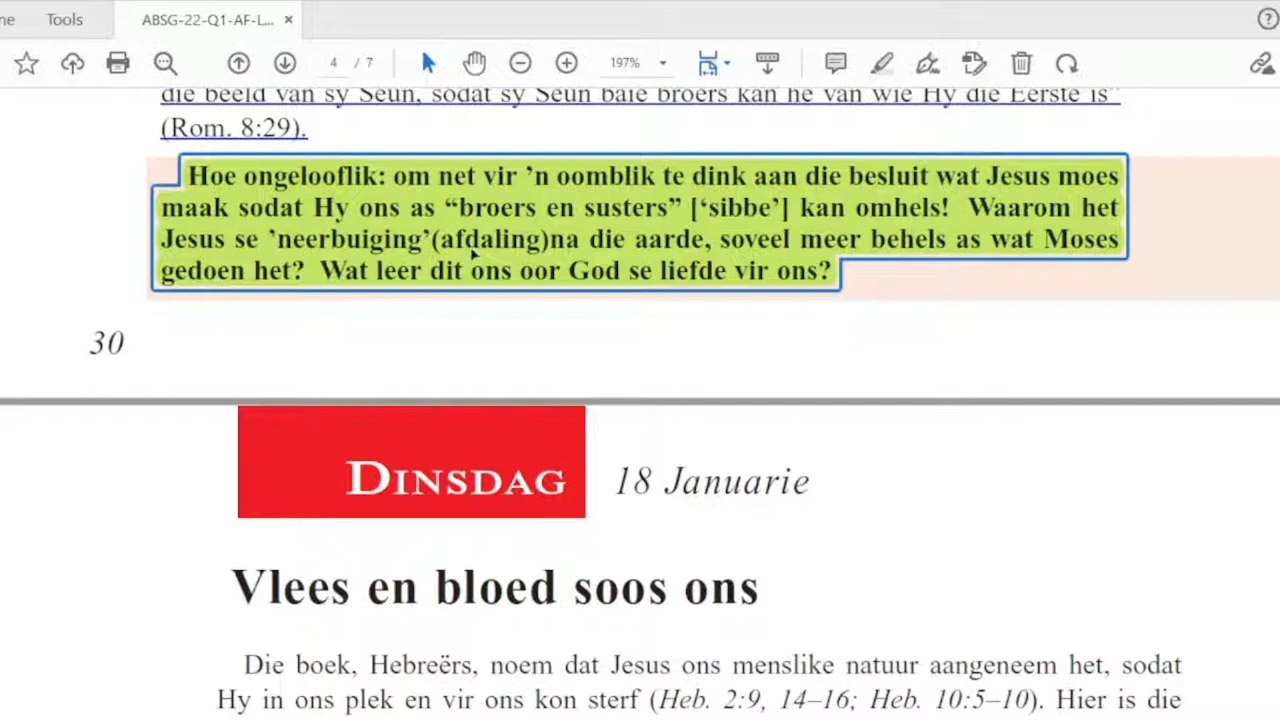 Tools
ABSG-22-Q1-AF-L... ×
4 / 7
197%
die beeld van sy Seun, sodat sy Seun baie broers kan hê van wie Hy die Eerste is”
(Rom. 8:29).
Hoe ongelooflik: om net vir ’n oomblik te dink aan die besluit wat Jesus moes
maak sodat Hy ons as “broers en susters” [‘sibbe’] kan omhels! Waarom het
Jesus se ’neerbuiging’(afdaling)na die aarde, soveel meer behels as wat Moses
gedoen het? Wat leer dit ons oor God se liefde vir ons?
30
DINSDAG
18 Januarie
Vlees en bloed soos ons
Die boek, Hebreërs, noem dat Jesus ons menslike natuur aangeneem het, sodat
Hy in ons plek en vir ons kon sterf (Heb. 2:9, 14–16; Heb. 10:5–10). Hier is die